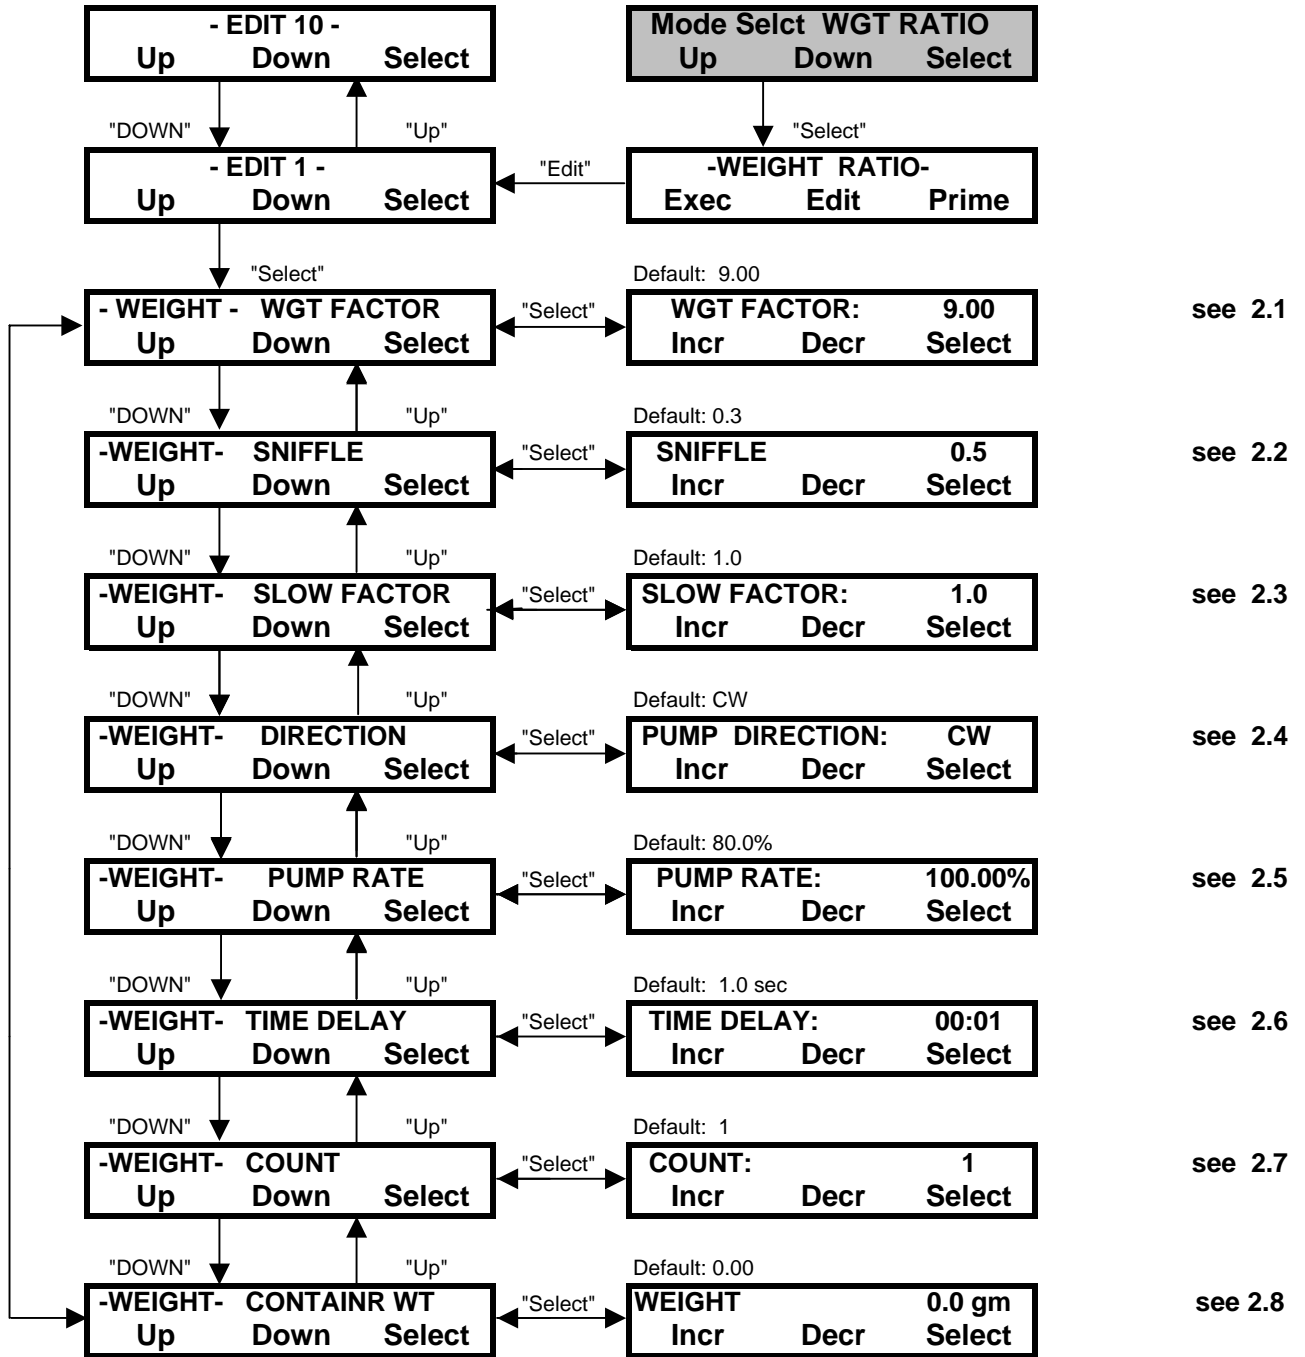 - EDIT 10 -
Up Down Select
Mode Selct WGT RATIO
Up Down Select
"DOWN" "Up"
"Select"
- EDIT 1 -
Up Down Select
"Edit"
-WEIGHT RATIO-
Exec Edit Prime
"Select"
Default: 9.00
- WEIGHT - WGT FACTOR
Up Down Select
"Select"
WGT FACTOR: 9.00
Incr Decr Select
see 2.1
"DOWN" "Up"
Default: 0.3
-WEIGHT- SNIFFLE
Up Down Select
"Select"
SNIFFLE 0.5
Incr Decr Select
see 2.2
"DOWN" "Up"
Default: 1.0
-WEIGHT- SLOW FACTOR
Up Down Select
"Select"
SLOW FACTOR: 1.0
Incr Decr Select
see 2.3
"DOWN" "Up"
Default: CW
-WEIGHT- DIRECTION
Up Down Select
"Select"
PUMP DIRECTION: CW
Incr Decr Select
see 2.4
"DOWN" "Up"
Default: 80.0%
-WEIGHT- PUMP RATE
Up Down Select
"Select"
PUMP RATE: 100.00%
Incr Decr Select
see 2.5
"DOWN" "Up"
Default: 1.0 sec
-WEIGHT- TIME DELAY
Up Down Select
"Select"
TIME DELAY: 00:01
Incr Decr Select
see 2.6
"DOWN" "Up"
Default: 1
-WEIGHT- COUNT
Up Down Select
"Select"
COUNT: 1
Incr Decr Select
see 2.7
"DOWN" "Up"
Default: 0.00
-WEIGHT- CONTAINR WT
Up Down Select
"Select"
WEIGHT 0.0 gm
Incr Decr Select
see 2.8